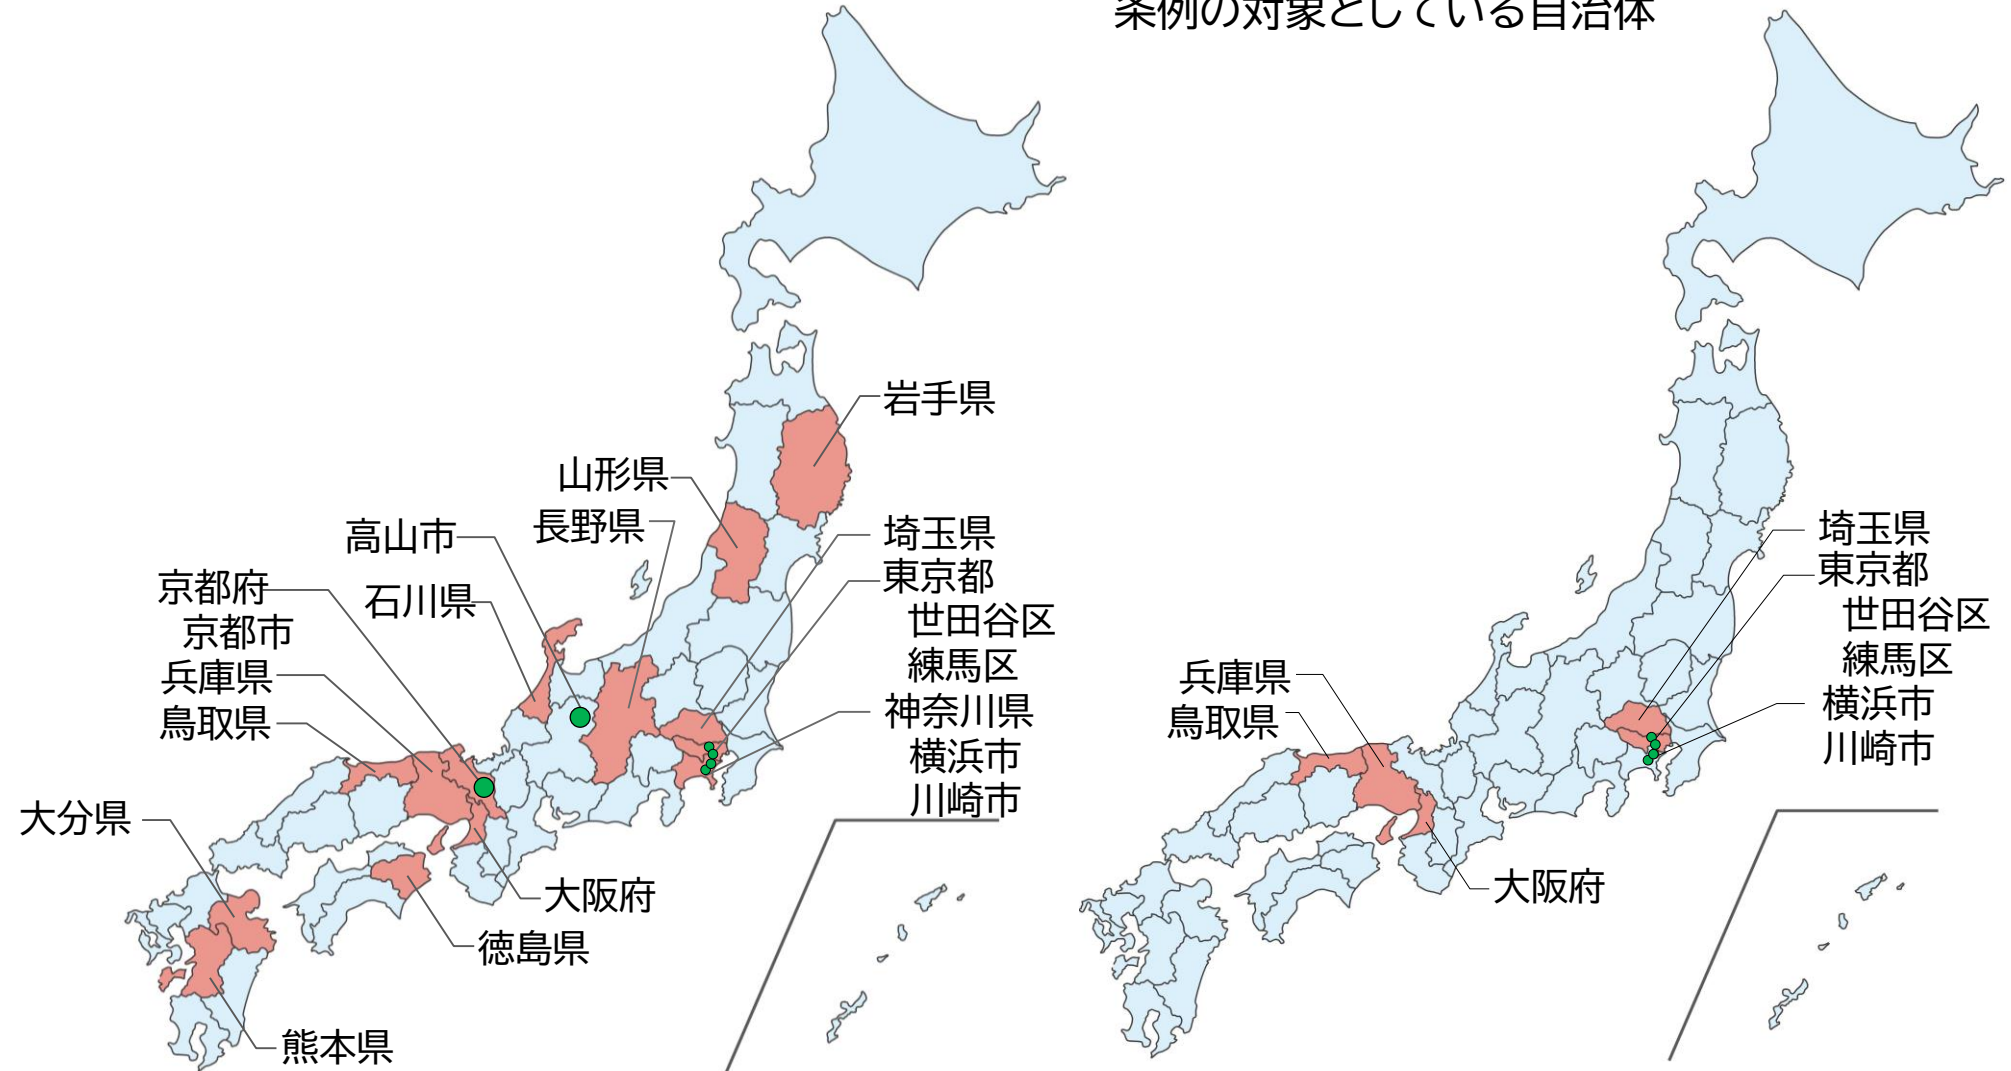 条例の対象としている自治体
岩手県
山形県
長野県
高山市
埼玉県
東京都
世田谷区
練馬区
神奈川県
横浜市
川崎市
京都府
京都市
石川県
兵庫県
鳥取県
大分県
大阪府
徳島県
熊本県
埼玉県
東京都
世田谷区
練馬区
横浜市
川崎市
兵庫県
鳥取県
大阪府